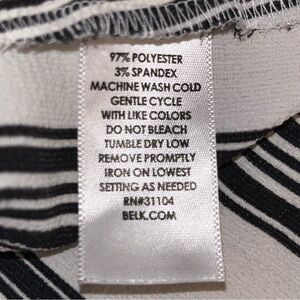 97% POLYESTER
3% SPANDEX
MACHINE WASH COLD
GENTLE CYCLE
WITH LIKE COLORS
DO NOT BLEACH
TUMBLE DRY LOW
REMOVE PROMPTLY
IRON ON LOWEST
SETTING AS NEEDED
RN#31104
BELK.COM